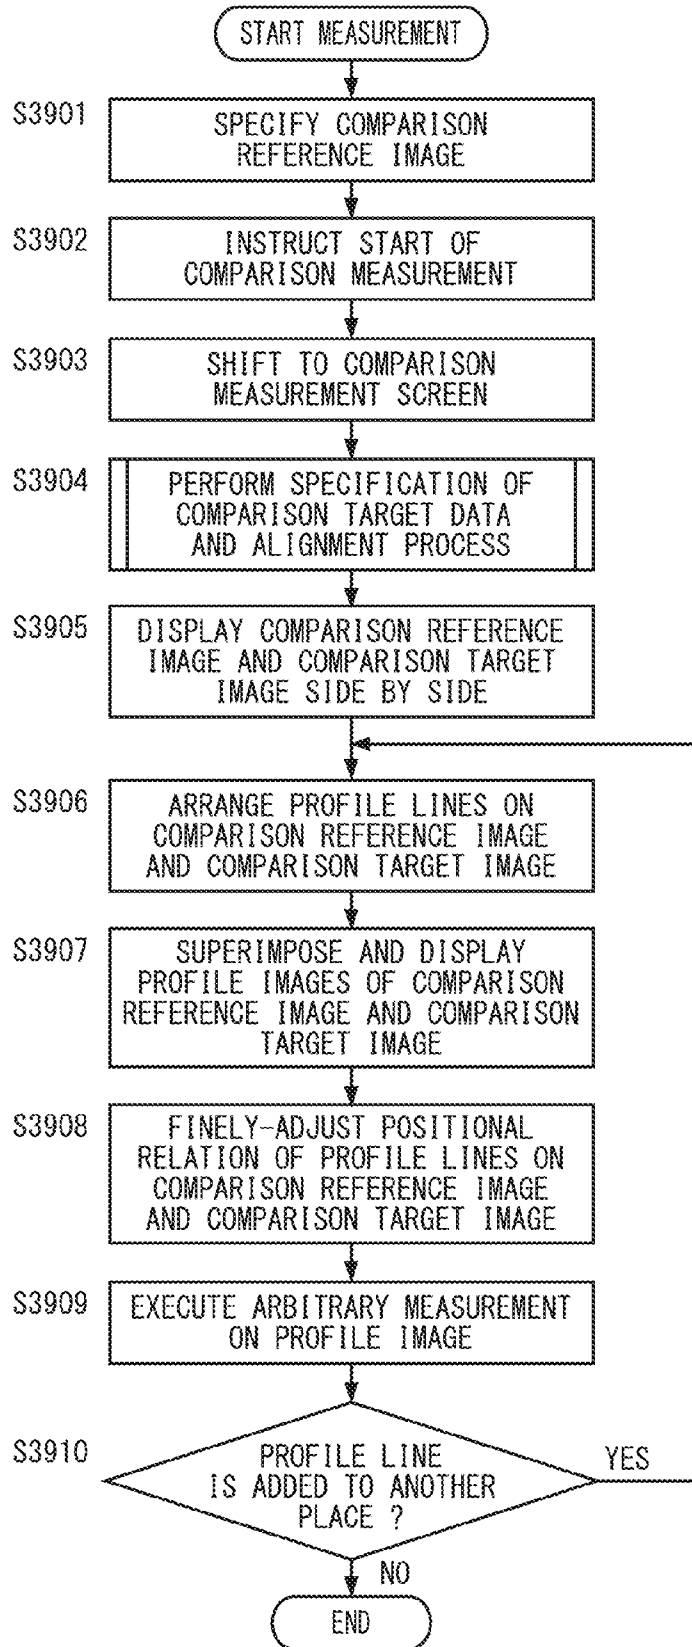 START MEASUREMENT
S3901
SPECIFY COMPARISON
REFERENCE IMAGE
S3902
INSTRUCT START OF
COMPARISON MEASUREMENT
S3903
SHIFT TO COMPARISON
MEASUREMENT SCREEN
S3904
PERFORM SPECIFICATION OF
COMPARISON TARGET DATA
AND ALIGNMENT PROCESS
S3905
DISPLAY COMPARISON REFERENCE
IMAGE AND COMPARISON TARGET
IMAGE SIDE BY SIDE
S3906
ARRANGE PROFILE LINES ON
COMPARISON REFERENCE IMAGE
AND COMPARISON TARGET IMAGE
S3907
SUPERIMPOSE AND DISPLAY
PROFILE IMAGES OF COMPARISON
REFERENCE IMAGE AND COMPARISON
TARGET IMAGE
S3908
FINELY-ADJUST POSITIONAL
RELATION OF PROFILE LINES ON
COMPARISON REFERENCE IMAGE
AND COMPARISON TARGET IMAGE
S3909
EXECUTE ARBITRARY MEASUREMENT
ON PROFILE IMAGE
S3910
PROFILE LINE
IS ADDED TO ANOTHER
PLACE ?
YES
NO
END